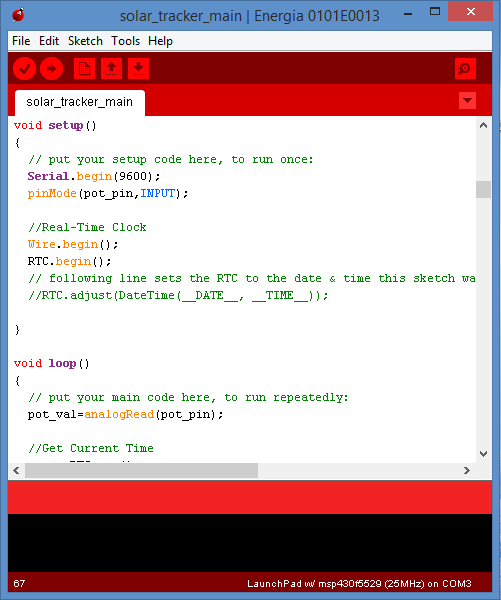 solar_tracker_main | Energia 0101E0013
File Edit Sketch Tools Help
solar_tracker_main
void setup()
{
// put your setup code here, to run once:
Serial.begin(9600);
pinMode(pot_pin,INPUT);
//Real-Time Clock
Wire.begin();
RTC.begin();
// following line sets the RTC to the date & time this sketch wa
//RTC.adjust(DateTime(__DATE__, __TIME__));
}
void loop()
{
// put your main code here, to run repeatedly:
pot_val=analogRead(pot_pin);
//Get Current Time
67
LaunchPad w/ msp430f5529 (25MHz) on COM3